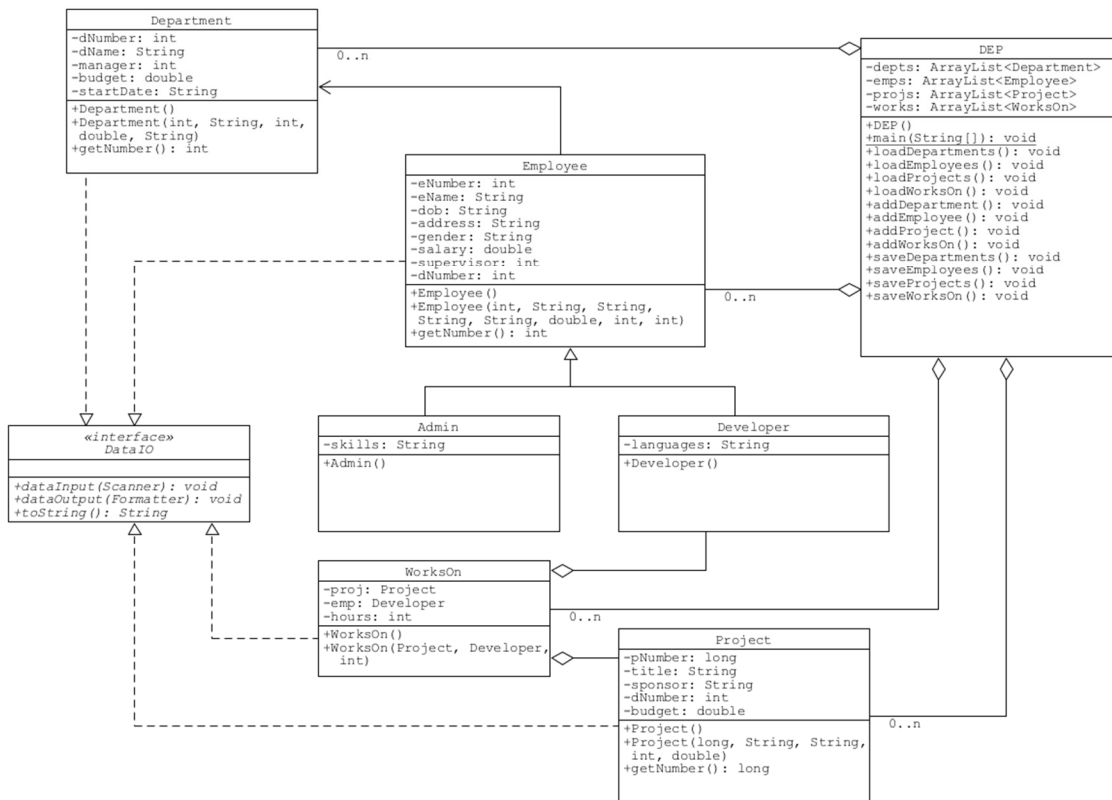 Department
-dNumber: int
-dName: String
-manager: int
-budget: double
-startDate: String
+Department()
+Department(int, String, int,
double, String)
+getNumber(): int
0..n
DEP
-depts: ArrayList<Department>
-emps: ArrayList<Employee>
-projs: ArrayList<Project>
-works: ArrayList<WorksOn>
+DEP()
+main(String[]): void
+loadDepartments(): void
+loadEmployees(): void
+loadProjects(): void
+loadWorksOn(): void
+addDepartment(): void
+addEmployee(): void
+addProject(): void
+addWorksOn(): void
+saveDepartments(): void
+saveEmployees(): void
+saveProjects(): void
+saveWorksOn(): void
Employee
-eNumber: int
-eName: String
-dob: String
-address: String
-gender: String
-salary: double
-supervisor: int
-dNumber: int
+Employee()
+Employee(int, String, String,
String, String, double, int, int)
+getNumber(): int
0..n
«interface»
DataIO
+dataInput(Scanner): void
+dataOutput(Formatter): void
+toString(): String
Admin
-skills: String
+Admin()
Developer
-languages: String
+Developer()
WorksOn
-proj: Project
-emp: Developer
-hours: int
+WorksOn()
+WorksOn(Project, Developer,
int)
0..n
Project
-pNumber: long
-title: String
-sponsor: String
-dNumber: int
-budget: double
+Project()
+Project(long, String, String,
int, double)
+getNumber(): long
0..n